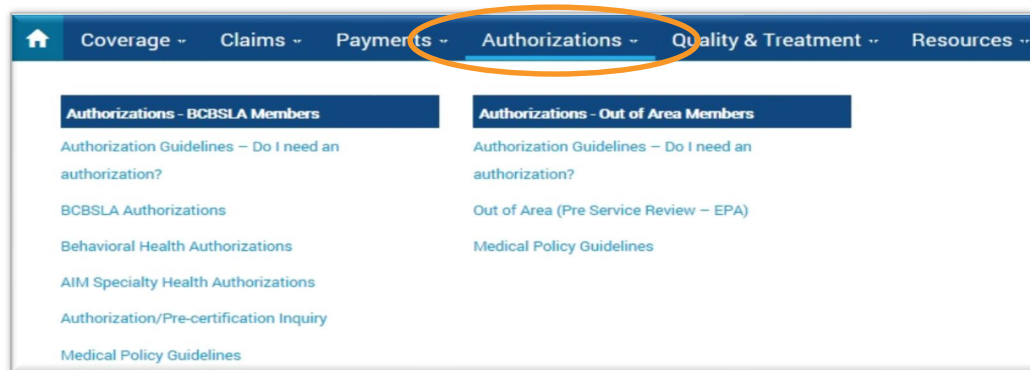 Coverage Claims Payments Authorizations Quality & Treatment Resources
Authorizations - BCBSLA Members
Authorization Guidelines – Do I need an
authorization?
BCBSLA Authorizations
Behavioral Health Authorizations
AIM Specialty Health Authorizations
Authorization/Pre-certification Inquiry
Medical Policy Guidelines
Authorizations - Out of Area Members
Authorization Guidelines – Do I need an
authorization?
Out of Area (Pre Service Review – EPA)
Medical Policy Guidelines